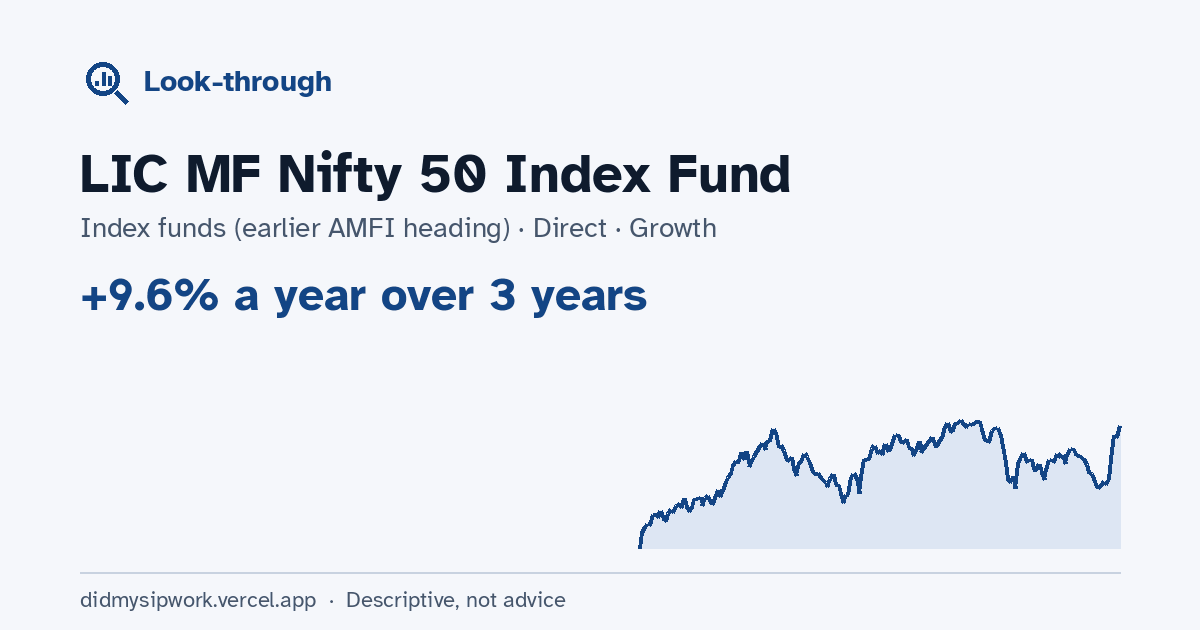 Look-through
LIC MF Nifty 50 Index Fund
Index funds (earlier AMFI heading) · Direct · Growth
+9.6% a year over 3 years
didmysipwork.vercel.app · Descriptive, not advice